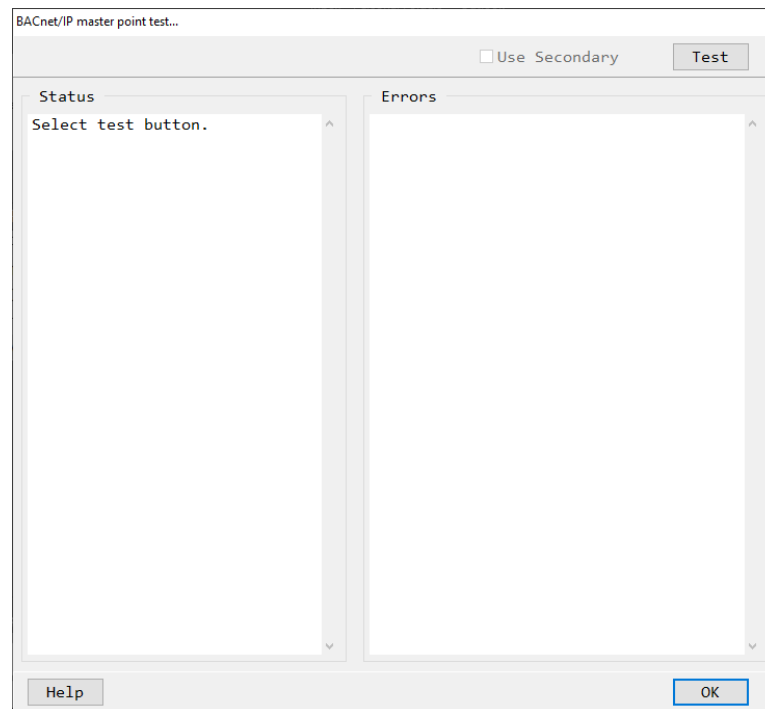 BACnet/IP master point test...
Use Secondary
Test
Status
Errors
Select test button.
Help
OK